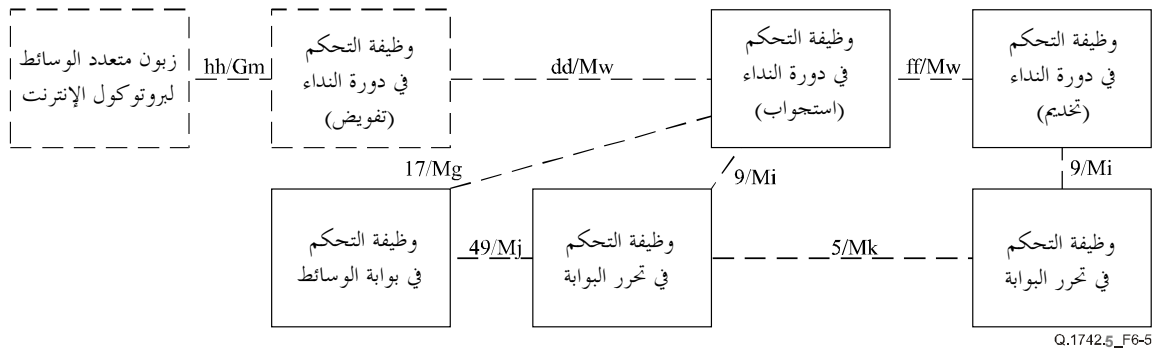 زبون متعدد الوسائط
لبروتوكول الإنترنت
hh/Gm
وظيفة التحكم
في دورة النداء
(تفويض)
dd/Mw
وظيفة التحكم
في دورة النداء
(استجواب)
ff/Mw
وظيفة التحكم
في دورة النداء
(تخديم)
17/Mg
9/Mi
9/Mi
وظيفة التحكم
في بوابة الوسائط
49/Mj
وظيفة التحكم
في تحرر البوابة
5/Mk
وظيفة التحكم
في تحرر البوابة
Q.1742.5_F6-5